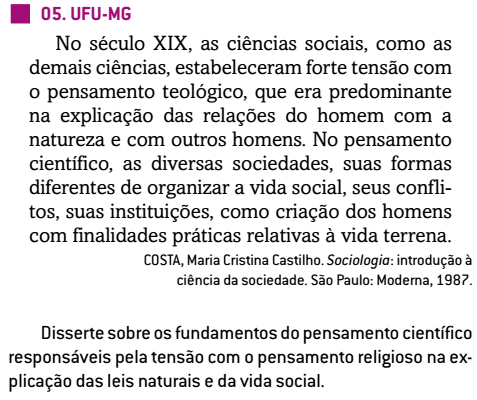 05. UFU-MG
No século XIX, as ciências sociais, como as
demais ciências, estabeleceram forte tensão com
o pensamento teológico, que era predominante
na explicação das relações do homem com a
natureza e com outros homens. No pensamento
científico, as diversas sociedades, suas formas
diferentes de organizar a vida social, seus confli-
tos, suas instituições, como criação dos homens
com finalidades práticas relativas à vida terrena.
COSTA, Maria Cristina Castilho. Sociologia: introdução à
ciência da sociedade. São Paulo: Moderna, 1987.
Disserte sobre os fundamentos do pensamento científico
responsáveis pela tensão com o pensamento religioso na ex-
plicação das leis naturais e da vida social.